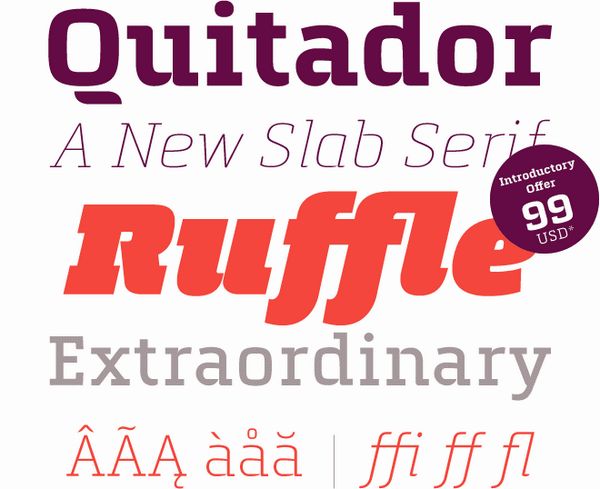 Quitador
A New Slab Serif
Introductory
Offer
99
USD*
Ruffle
Extraordinary
ÂÃĄ àåă | ffi ff fl